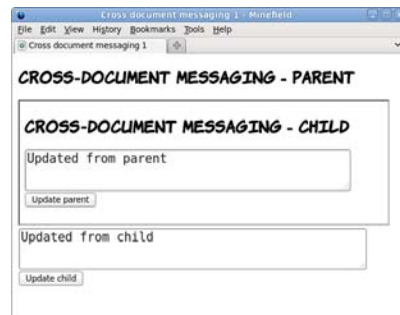 Cross document messaging 1 - Minefield
File Edit View History Bookmarks Tools Help
Cross document messaging 1
CROSS-DOCUMENT MESSAGING - PARENT
CROSS-DOCUMENT MESSAGING - CHILD
Updated from parent
Update parent
Updated from child
Update child